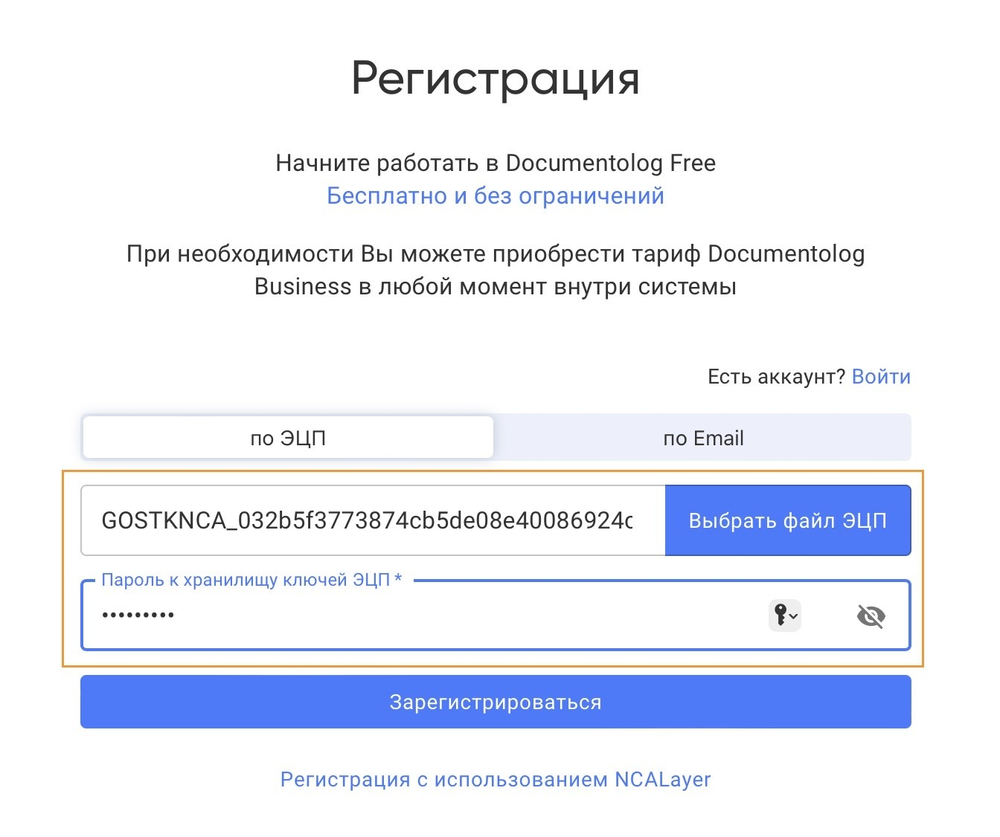 Регистрация
Начните работать в Documentolog Free
Бесплатно и без ограничений
При необходимости Вы можете приобрести тариф Documentolog
Business в любой момент внутри системы
Есть аккаунт? Войти
по ЭЦП
по Email
GOSTKNCA_032b5f3773874cb5de08e40086924c
Выбрать файл ЭЦП
Пароль к хранилищу ключей ЭЦП *
•••••••••
Зарегистрироваться
Регистрация с использованием NCALayer